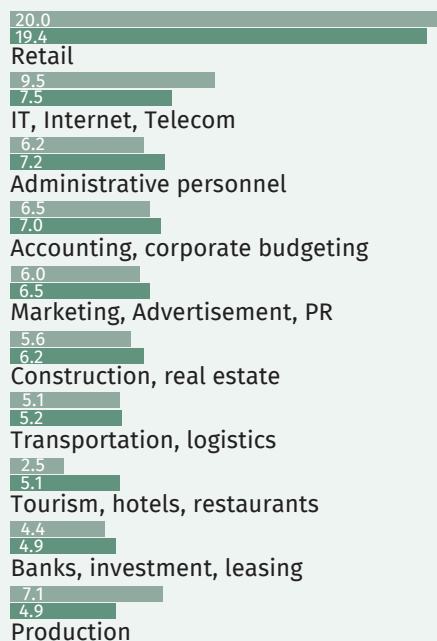 20.0
19.4
Retail
9.5
7.5
IT, Internet, Telecom
6.2
7.2
Administrative personnel
6.5
7.0
Accounting, corporate budgeting
6.0
6.5
Marketing, Advertisement, PR
5.6
6.2
Construction, real estate
5.1
5.2
Transportation, logistics
2.5
5.1
Tourism, hotels, restaurants
4.4
4.9
Banks, investment, leasing
7.1
4.9
Production